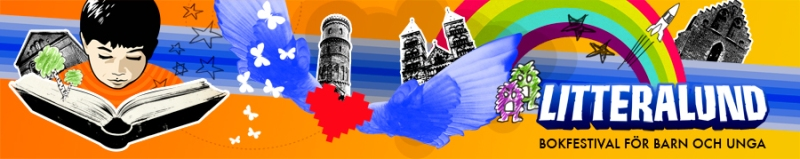 LITTERALUND
BOKFESTIVAL FÖR BARN OCH UNGA